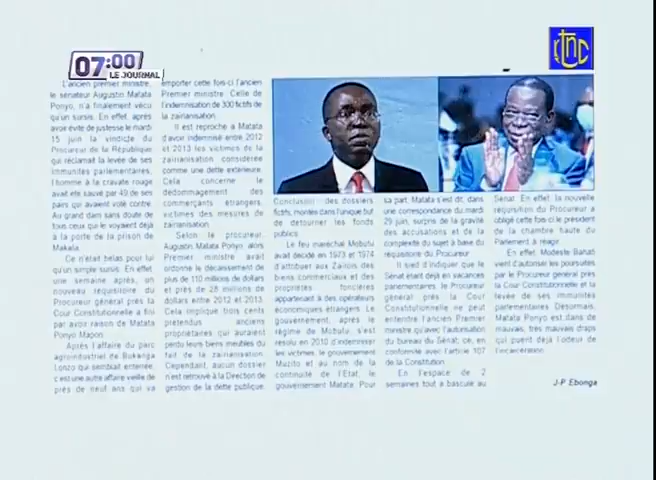 07:00
LE JOURNAL
rtnc
L'ancien premier ministre,
le sénateur Augustin Matata
Ponyo, n'a finalement vécu
qu'un sursis. En effet, après
avoir évité de justesse le mardi
15 juin la vindicte du
Procureur de la République
qui réclamait la levée de ses
immunités parlementaires,
l'homme à la cravate rouge
avait été sauvé par 49 de ses
pairs qui avaient voté contre.
Au grand dam sans doute de
tous ceux qui le voyaient déjà
à la porte de la prison de
Makala.
Ce n'était hélas pour lui
qu'un simple sursis. En effet
une semaine après, un
nouveau réquisitoire du
Procureur général près la
Cour Constitutionnelle a fini
par avoir raison de Matata
Ponyo Mapon.
Après l'affaire du parc
agroindustriel de Bukanga
Lonzo qui semblait enterrée,
c'est une autre affaire vieille de
près de neuf ans qui va
emporter cette fois-ci l'ancien
Premier ministre. Celle de
l'indemnisation de 300 fictifs de
la zaïrianisation.
Il est reproché à Matata
d'avoir indemnisé entre 2012
et 2013 les victimes de la
zaïrianisation considérée
comme une dette extérieure.
Cela concerne le
dédommagement des
commerçants étrangers,
victimes des mesures de
zaïrianisation.
Selon le procureur,
Augustin Matata Ponyo, alors
Premier ministre avait
ordonné le décaissement de
plus de 110 millions de dollars
et près de 28 millions de
dollars entre 2012 et 2013.
Cela implique bois cents
prétendus anciens
propriétaires qui auraient
perdu leurs biens meubles du
fait de la zaïrianisation.
Cependant, aucun dossier
n'est retrouvé à la Direction de
gestion de la dette publique.
Conclusion : des dossiers
fictifs, montés dans l'unique but
de détourner les fonds
publics.
Le feu maréchal Mobutu
avait décidé en 1973 et 1974
d'attribuer aux Zaïrois des
biens commerciaux et des
propriétés foncières
appartenant à des opérateurs
économiques étrangers. Le
gouvernement, après le
régime de Mobutu, s'est
résolu en 2010 d'indemniser
les victimes, le gouvernement
Muzito et au nom de la
continuité de l'Etat, le
gouvernement Matata. Pour
sa part, Matata s'est dit, dans
une correspondance du mardi
29 juin, surpris de la gravité
des accusations et de la
complexité du sujet à base du
réquisitoire du Procureur.
Il sied d'indiquer que le
Sénat étant déjà en vacances
parlementaires, le Procureur
général près la Cour
Constitutionnelle ne peut
entendre l'ancien Premier
ministre qu'avec l'autorisation
du bureau du Sénat, ce, en
conformité avec l'article 107
de la Constitution.
En l'espace de 2
semaines tout a basculé au
Sénat. En effet, la nouvelle
réquisition du Procureur a
obligé cette fois ci le président
de la chambre haute du
Parlement à réagir.
En effet, Modeste Bahati
vient d'autoriser les poursuites
par le Procureur général près
la Cour Constitutionnelle et la
levée de ses immunités
parlementaires. Désormais,
Matata Ponyo est dans de
mauvais, très mauvais draps
qui puent déjà l'odeur de
l'incarcération.
J-P Ebonga